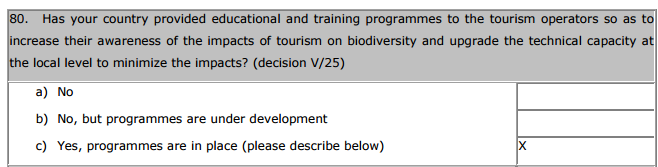 80. Has your country provided educational and training programmes to the tourism operators so as to
increase their awareness of the impacts of tourism on biodiversity and upgrade the technical capacity at
the local level to minimize the impacts? (decision V/25)
a) No
b) No, but programmes are under development
c) Yes, programmes are in place (please describe below) X